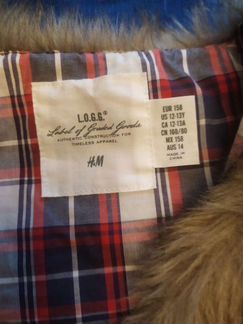 L.O.G.G.®
Label of Graded Goods
AUTHENTIC CONSTRUCTION FOR
TIMELESS APPAREL
H&M
EUR 158
US 12-13Y
CA 12-13A
CN 160/80
MX 158
AUS 14
MADE IN
CHINA